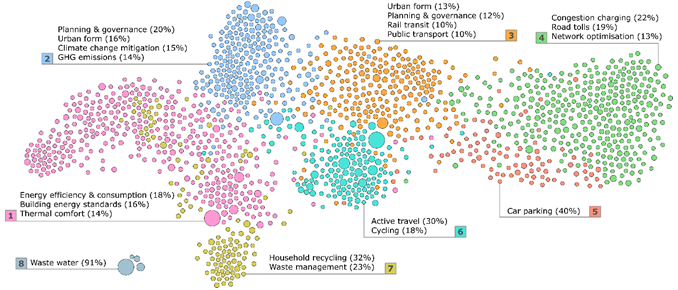 Planning & governance (20%)
Urban form (16%)
Climate change mitigation (15%)
GHG emissions (14%)
2
Urban form (13%)
Planning & governance (12%)
Rail transit (10%)
Public transport (10%)
3
Congestion charging (22%)
Road tolls (19%)
Network optimisation (13%)
4
Energy efficiency & consumption (18%)
Building energy standards (16%)
Thermal comfort (14%)
1
Active travel (30%)
Cycling (18%)
6
Car parking (40%)
5
8
Waste water (91%)
Household recycling (32%)
Waste management (23%)
7